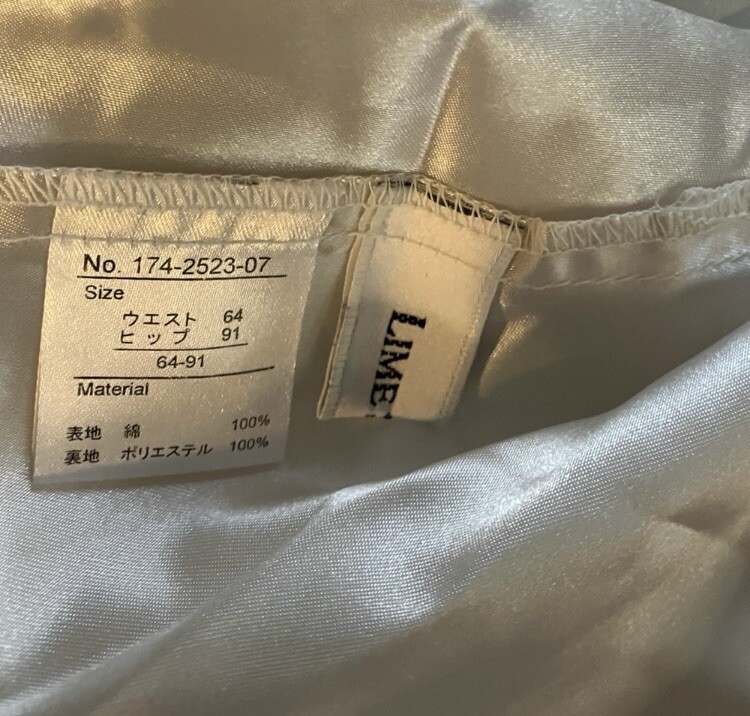 No. 174-2523-07
Size
ウエスト 64
ヒップ 91
64-91
Material
表地 綿 100%
裏地 ポリエステル 100%
LIME